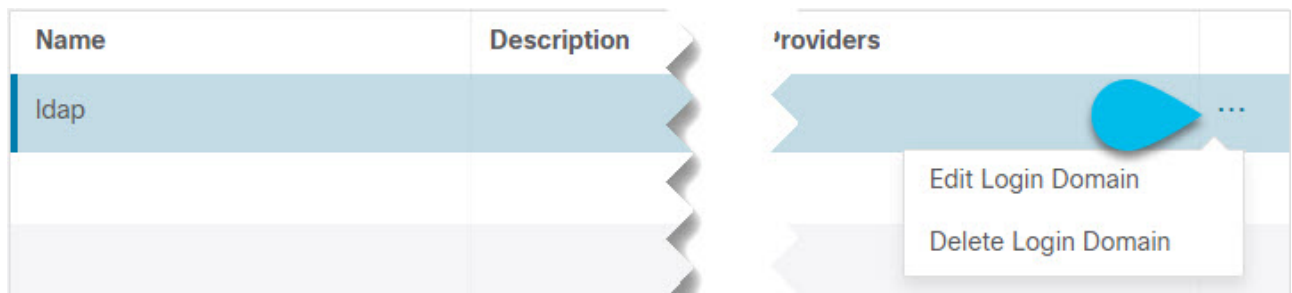 Name Description Providers
ldap ...
Edit Login Domain
Delete Login Domain